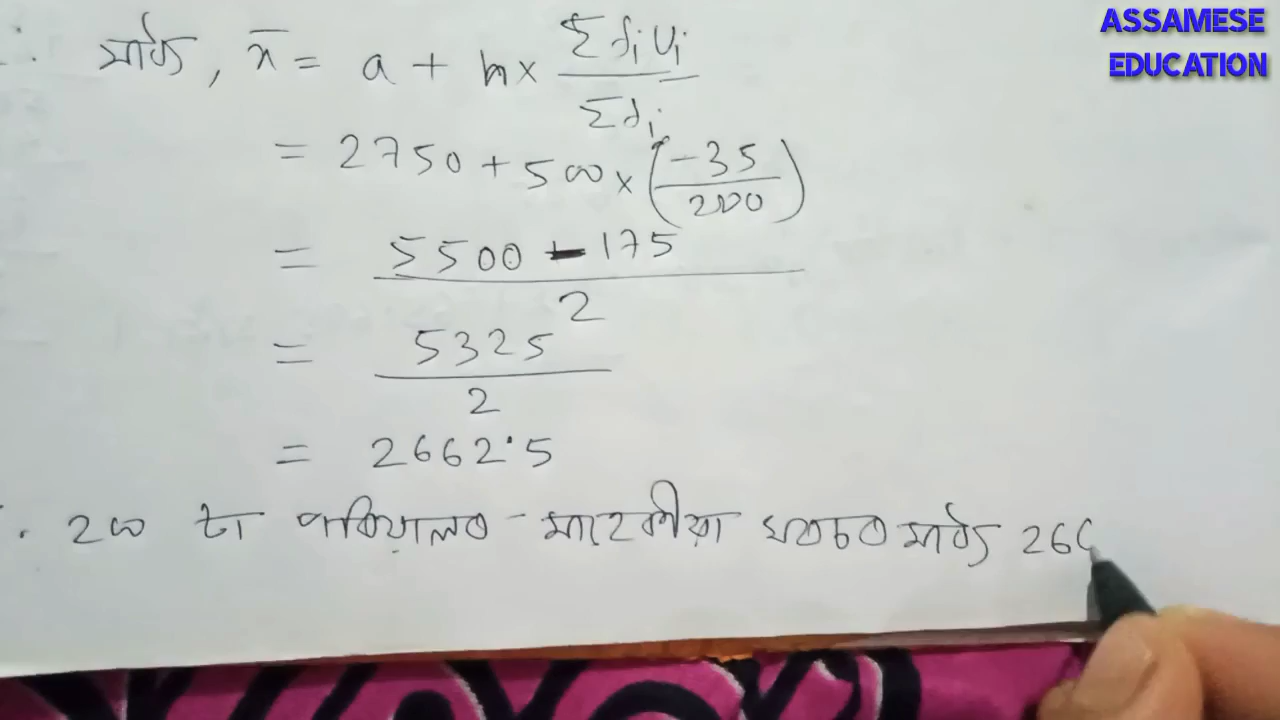 ASSAMESE
EDUCATION
∴ মাধ্য, x̄ = a + h × Σfᵢuᵢ / Σfᵢ
= 2750 + 500 × (-35 / 200)
= 5500 - 175 / 2
= 5325 / 2
= 2662.5
∴ 200 টা পৰিয়ালৰ মাহেকীয়া খৰচৰ মাধ্য 266